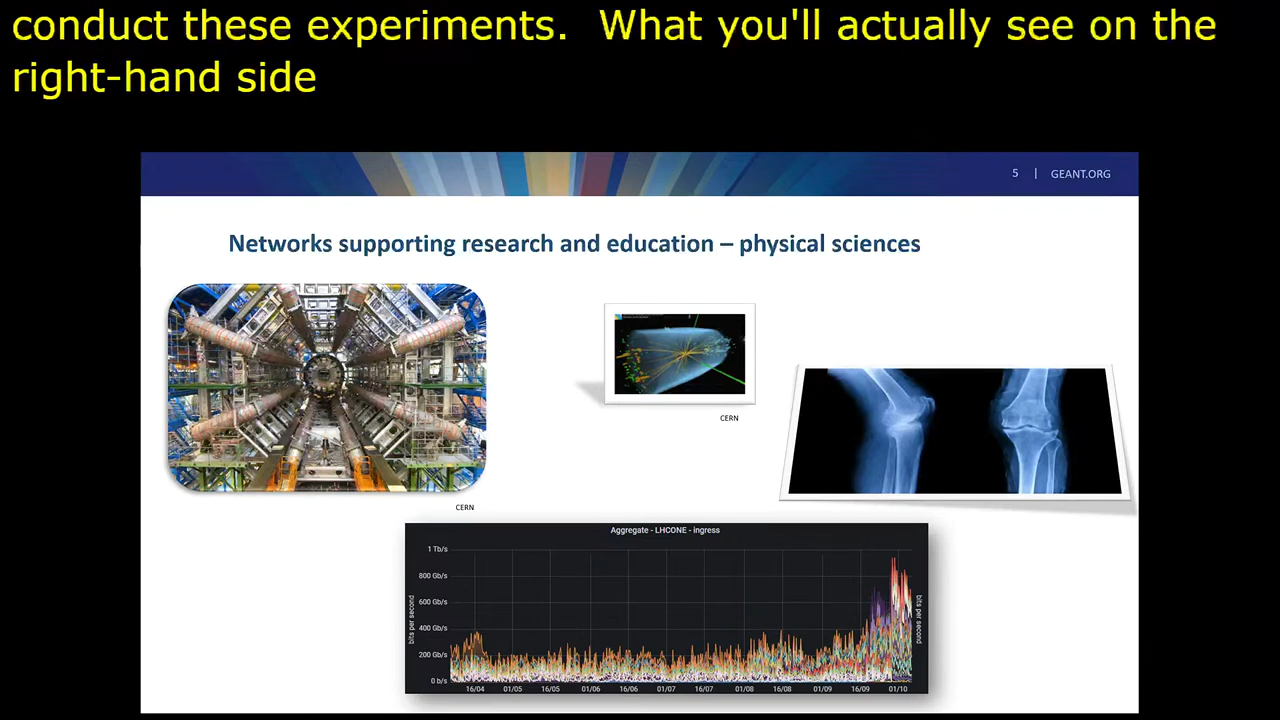 conduct these experiments.  What you'll actually see on the
right-hand side
5 | GEANT.ORG
Networks supporting research and education – physical sciences
CERN
CERN
Aggregate - LHCONE - ingress
1 Tb/s
800 Gb/s
600 Gb/s
400 Gb/s
200 Gb/s
0 b/s
bits per second
bits per second
16/04 01/05 16/05 01/06 16/06 01/07 16/07 01/08 16/08 01/09 16/09 01/10